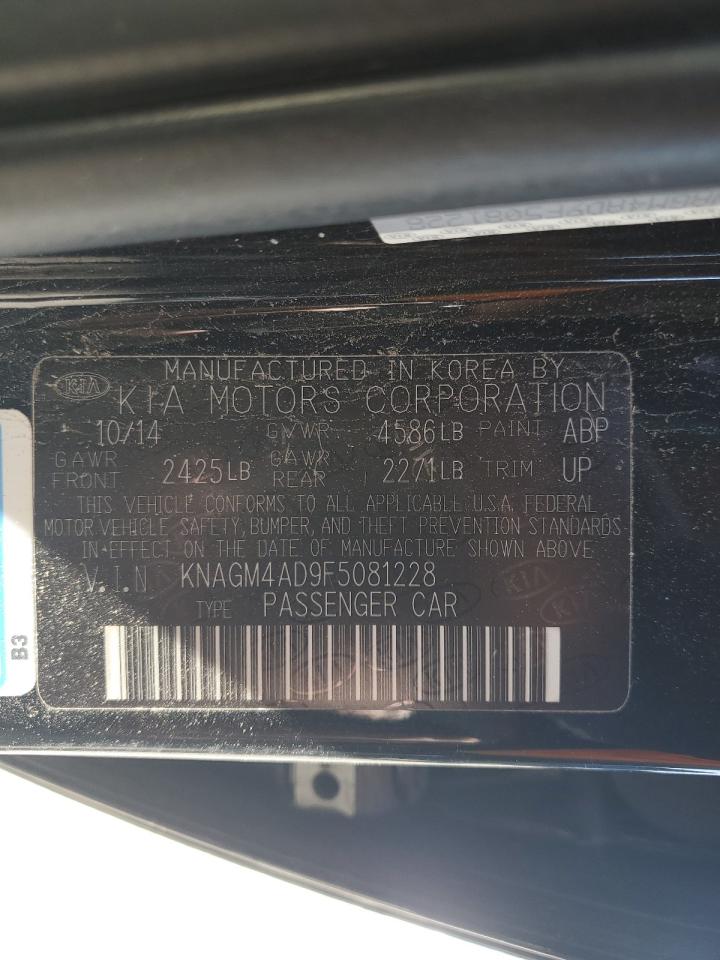 MANUFACTURED IN KOREA BY
KIA KIA MOTORS CORPORATION
10/14 GVWR 4586LB PAINT ABP
GAWR FRONT 2425LB GAWR REAR 2271LB TRIM UP
THIS VEHICLE CONFORMS TO ALL APPLICABLE U.S.A. FEDERAL
MOTOR VEHICLE SAFETY, BUMPER, AND THEFT PREVENTION STANDARDS
IN EFFECT ON THE DATE OF MANUFACTURE SHOWN ABOVE
V.I.N KNAGM4AD9F5081228
TYPE PASSENGER CAR
B3